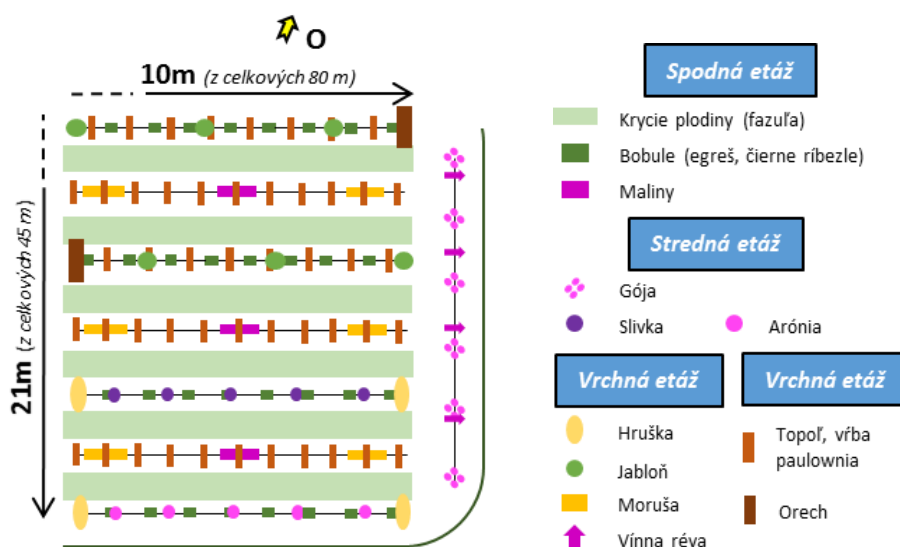 O
10m (z celkových 80 m)
21m (z celkových 45 m)
Spodná etáž
Krycie plodiny (fazuľa)
Bobule (egreš, čierne ríbezle)
Maliny
Stredná etáž
Gója
Slivka
Arónia
Vrchná etáž
Hruška
Jabloň
Moruša
Vínna réva
Vrchná etáž
Topoľ, vŕba
paulownia
Orech